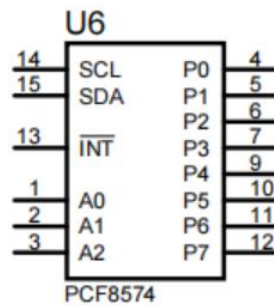 U6
14 SCL P0 4
15 SDA P1 5
P2 6
13 INT P3 7
P4 9
1 A0 P5 10
2 A1 P6 11
3 A2 P7 12
PCF8574